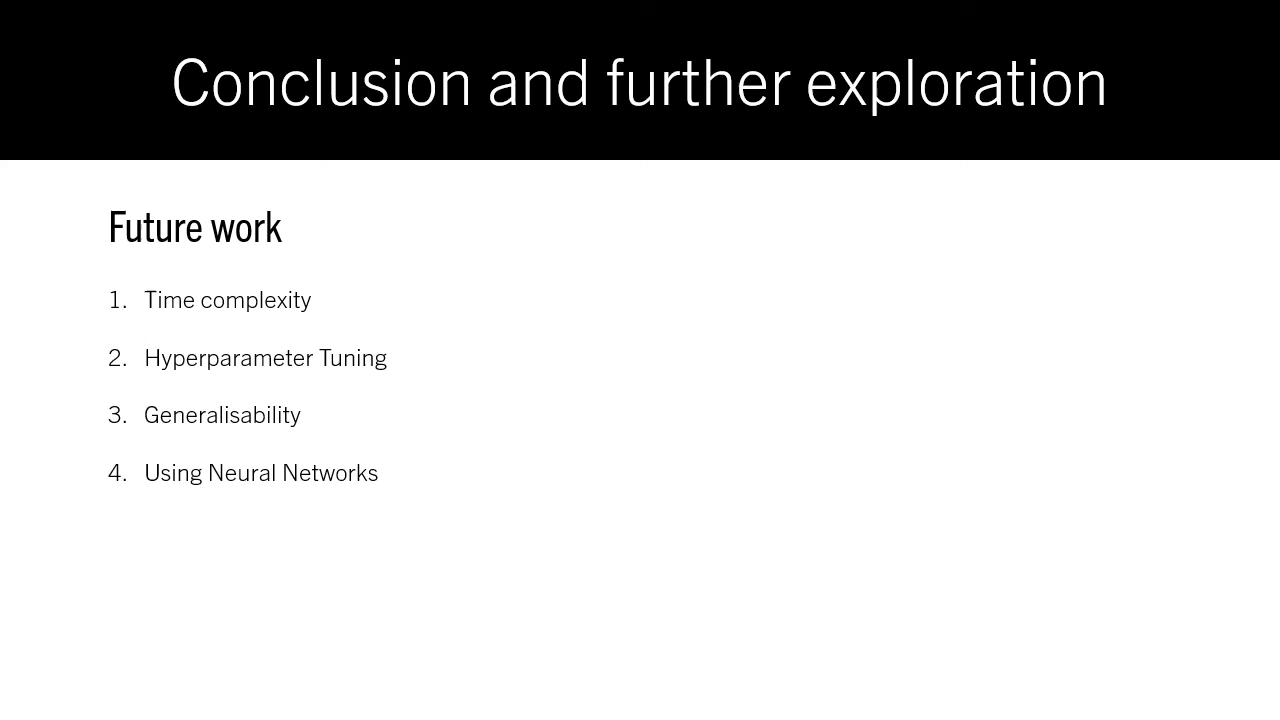 Conclusion and further exploration
Future work
1. Time complexity
2. Hyperparameter Tuning
3. Generalisability
4. Using Neural Networks